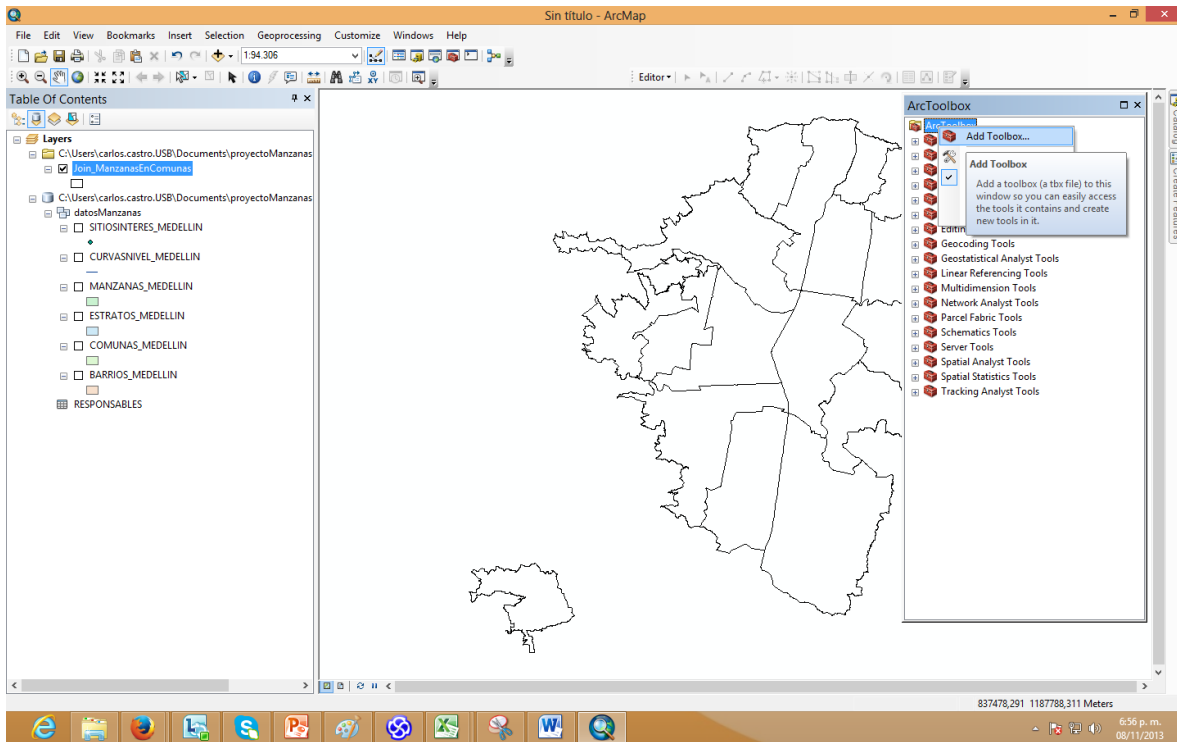 Sin título - ArcMap
File Edit View Bookmarks Insert Selection Geoprocessing Customize Windows Help
1:94.306
Editor
Table Of Contents
Layers
C:\Users\carlos.castro.USB\Documents\proyectoManzanas
Join_ManzanasEnComunas
C:\Users\carlos.castro.USB\Documents\proyectoManzanas
datosManzanas
SITIOSINTERES_MEDELLIN
CURVASNIVEL_MEDELLIN
MANZANAS_MEDELLIN
ESTRATOS_MEDELLIN
COMUNAS_MEDELLIN
BARRIOS_MEDELLIN
RESPONSABLES
ArcToolbox
ArcToolbox
Add Toolbox...
Add Toolbox
Add a toolbox (a tbx file) to this
window so you can easily access
the tools it contains and create
new tools in it.
Geocoding Tools
Geostatistical Analyst Tools
Linear Referencing Tools
Multidimension Tools
Network Analyst Tools
Parcel Fabric Tools
Schematics Tools
Server Tools
Spatial Analyst Tools
Spatial Statistics Tools
Tracking Analyst Tools
Create Features
837478,291 1187788,311 Meters
6:56 p. m.
08/11/2013